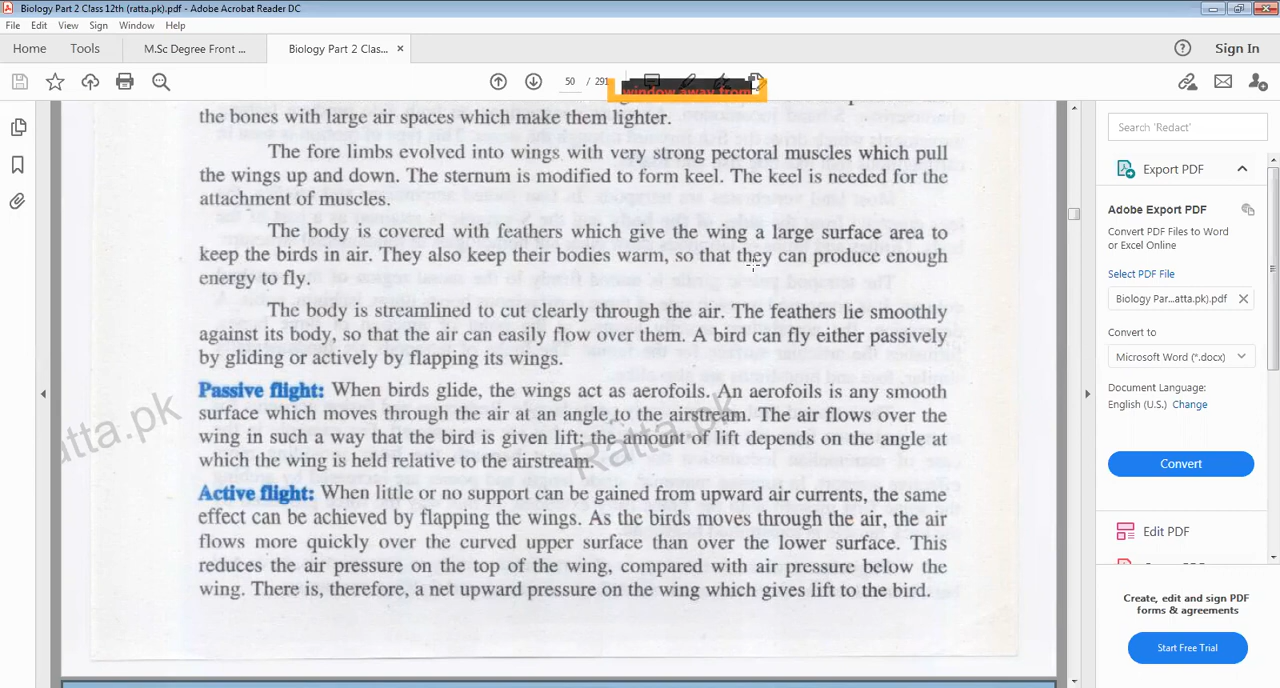 Biology Part 2 Class 12th (ratta.pk).pdf - Adobe Acrobat Reader DC
File Edit View Sign Window Help
Home Tools M.Sc Degree Front ... Biology Part 2 Clas... × Sign In
50 / 291
window away from
the bones with large air spaces which make them lighter.
The fore limbs evolved into wings with very strong pectoral muscles which pull
the wings up and down. The sternum is modified to form keel. The keel is needed for the
attachment of muscles.
The body is covered with feathers which give the wing a large surface area to
keep the birds in air. They also keep their bodies warm, so that they can produce enough
energy to fly.
The body is streamlined to cut clearly through the air. The feathers lie smoothly
against its body, so that the air can easily flow over them. A bird can fly either passively
by gliding or actively by flapping its wings.
Passive flight: When birds glide, the wings act as aerofoils. An aerofoils is any smooth
surface which moves through the air at an angle to the airstream. The air flows over the
wing in such a way that the bird is given lift; the amount of lift depends on the angle at
which the wing is held relative to the airstream.
Active flight: When little or no support can be gained from upward air currents, the same
effect can be achieved by flapping the wings. As the birds moves through the air, the air
flows more quickly over the curved upper surface than over the lower surface. This
reduces the air pressure on the top of the wing, compared with air pressure below the
wing. There is, therefore, a net upward pressure on the wing which gives lift to the bird.
atta.pk
Ratta.pk
Search 'Redact'
Export PDF
Adobe Export PDF
Convert PDF Files to Word
or Excel Online
Select PDF File
Biology Par...atta.pk).pdf
Convert to
Microsoft Word (*.docx)
Document Language:
English (U.S.) Change
Convert
Edit PDF
Create, edit and sign PDF
forms & agreements
Start Free Trial